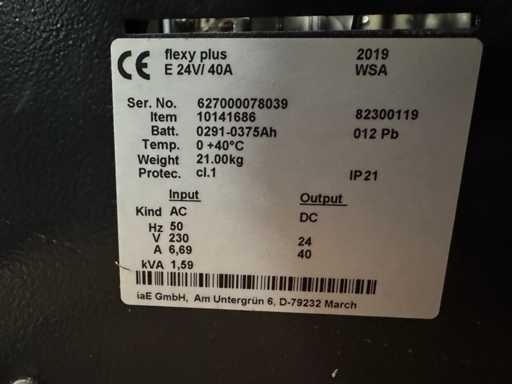 CE flexy plus 2019
E 24V/ 40A WSA
Ser. No. 627000078039
Item 10141686 82300119
Batt. 0291-0375Ah 012 Pb
Temp. 0 +40°C
Weight 21.00kg
Protec. cl.1 IP21
Input Output
Kind AC DC
Hz 50
V 230 24
A 6,69 40
kVA 1,59
iaE GmbH, Am Untergrün 6, D-79232 March